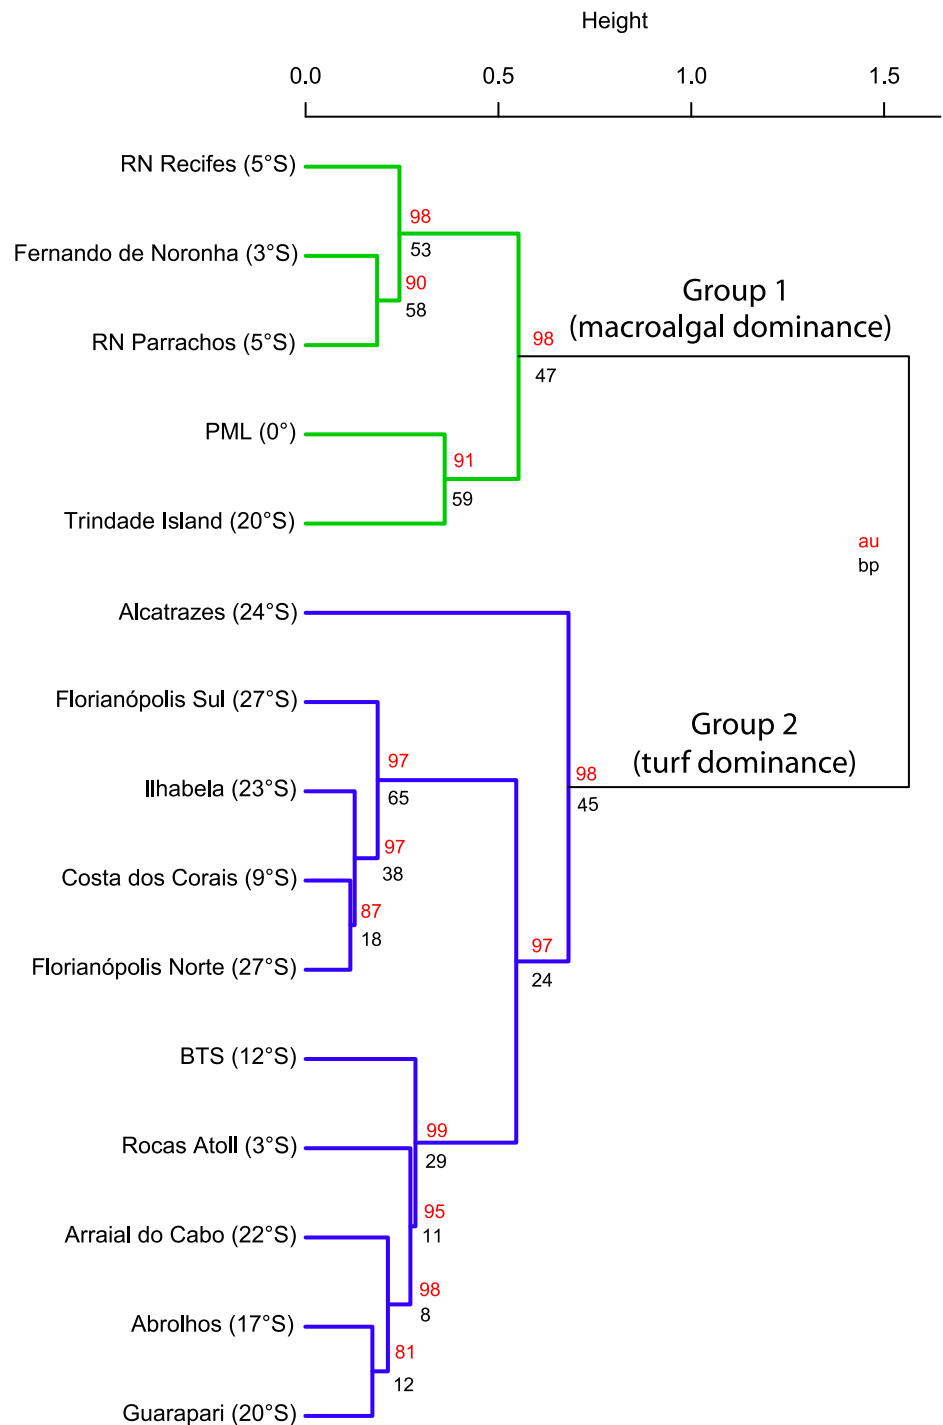 Height
0.0 0.5 1.0 1.5
RN Recifes (5°S)
98
53
Fernando de Noronha (3°S)
90
58
RN Parrachos (5°S)
Group 1
(macroalgal dominance)
98
47
PML (0°)
91
59
Trindade Island (20°S)
au
bp
Alcatrazes (24°S)
Florianópolis Sul (27°S)
Group 2
(turf dominance)
97
65
98
45
Ilhabela (23°S)
97
38
Costa dos Corais (9°S)
87
18
Florianópolis Norte (27°S)
97
24
BTS (12°S)
99
29
Rocas Atoll (3°S)
95
11
Arraial do Cabo (22°S)
98
8
Abrolhos (17°S)
81
12
Guarapari (20°S)